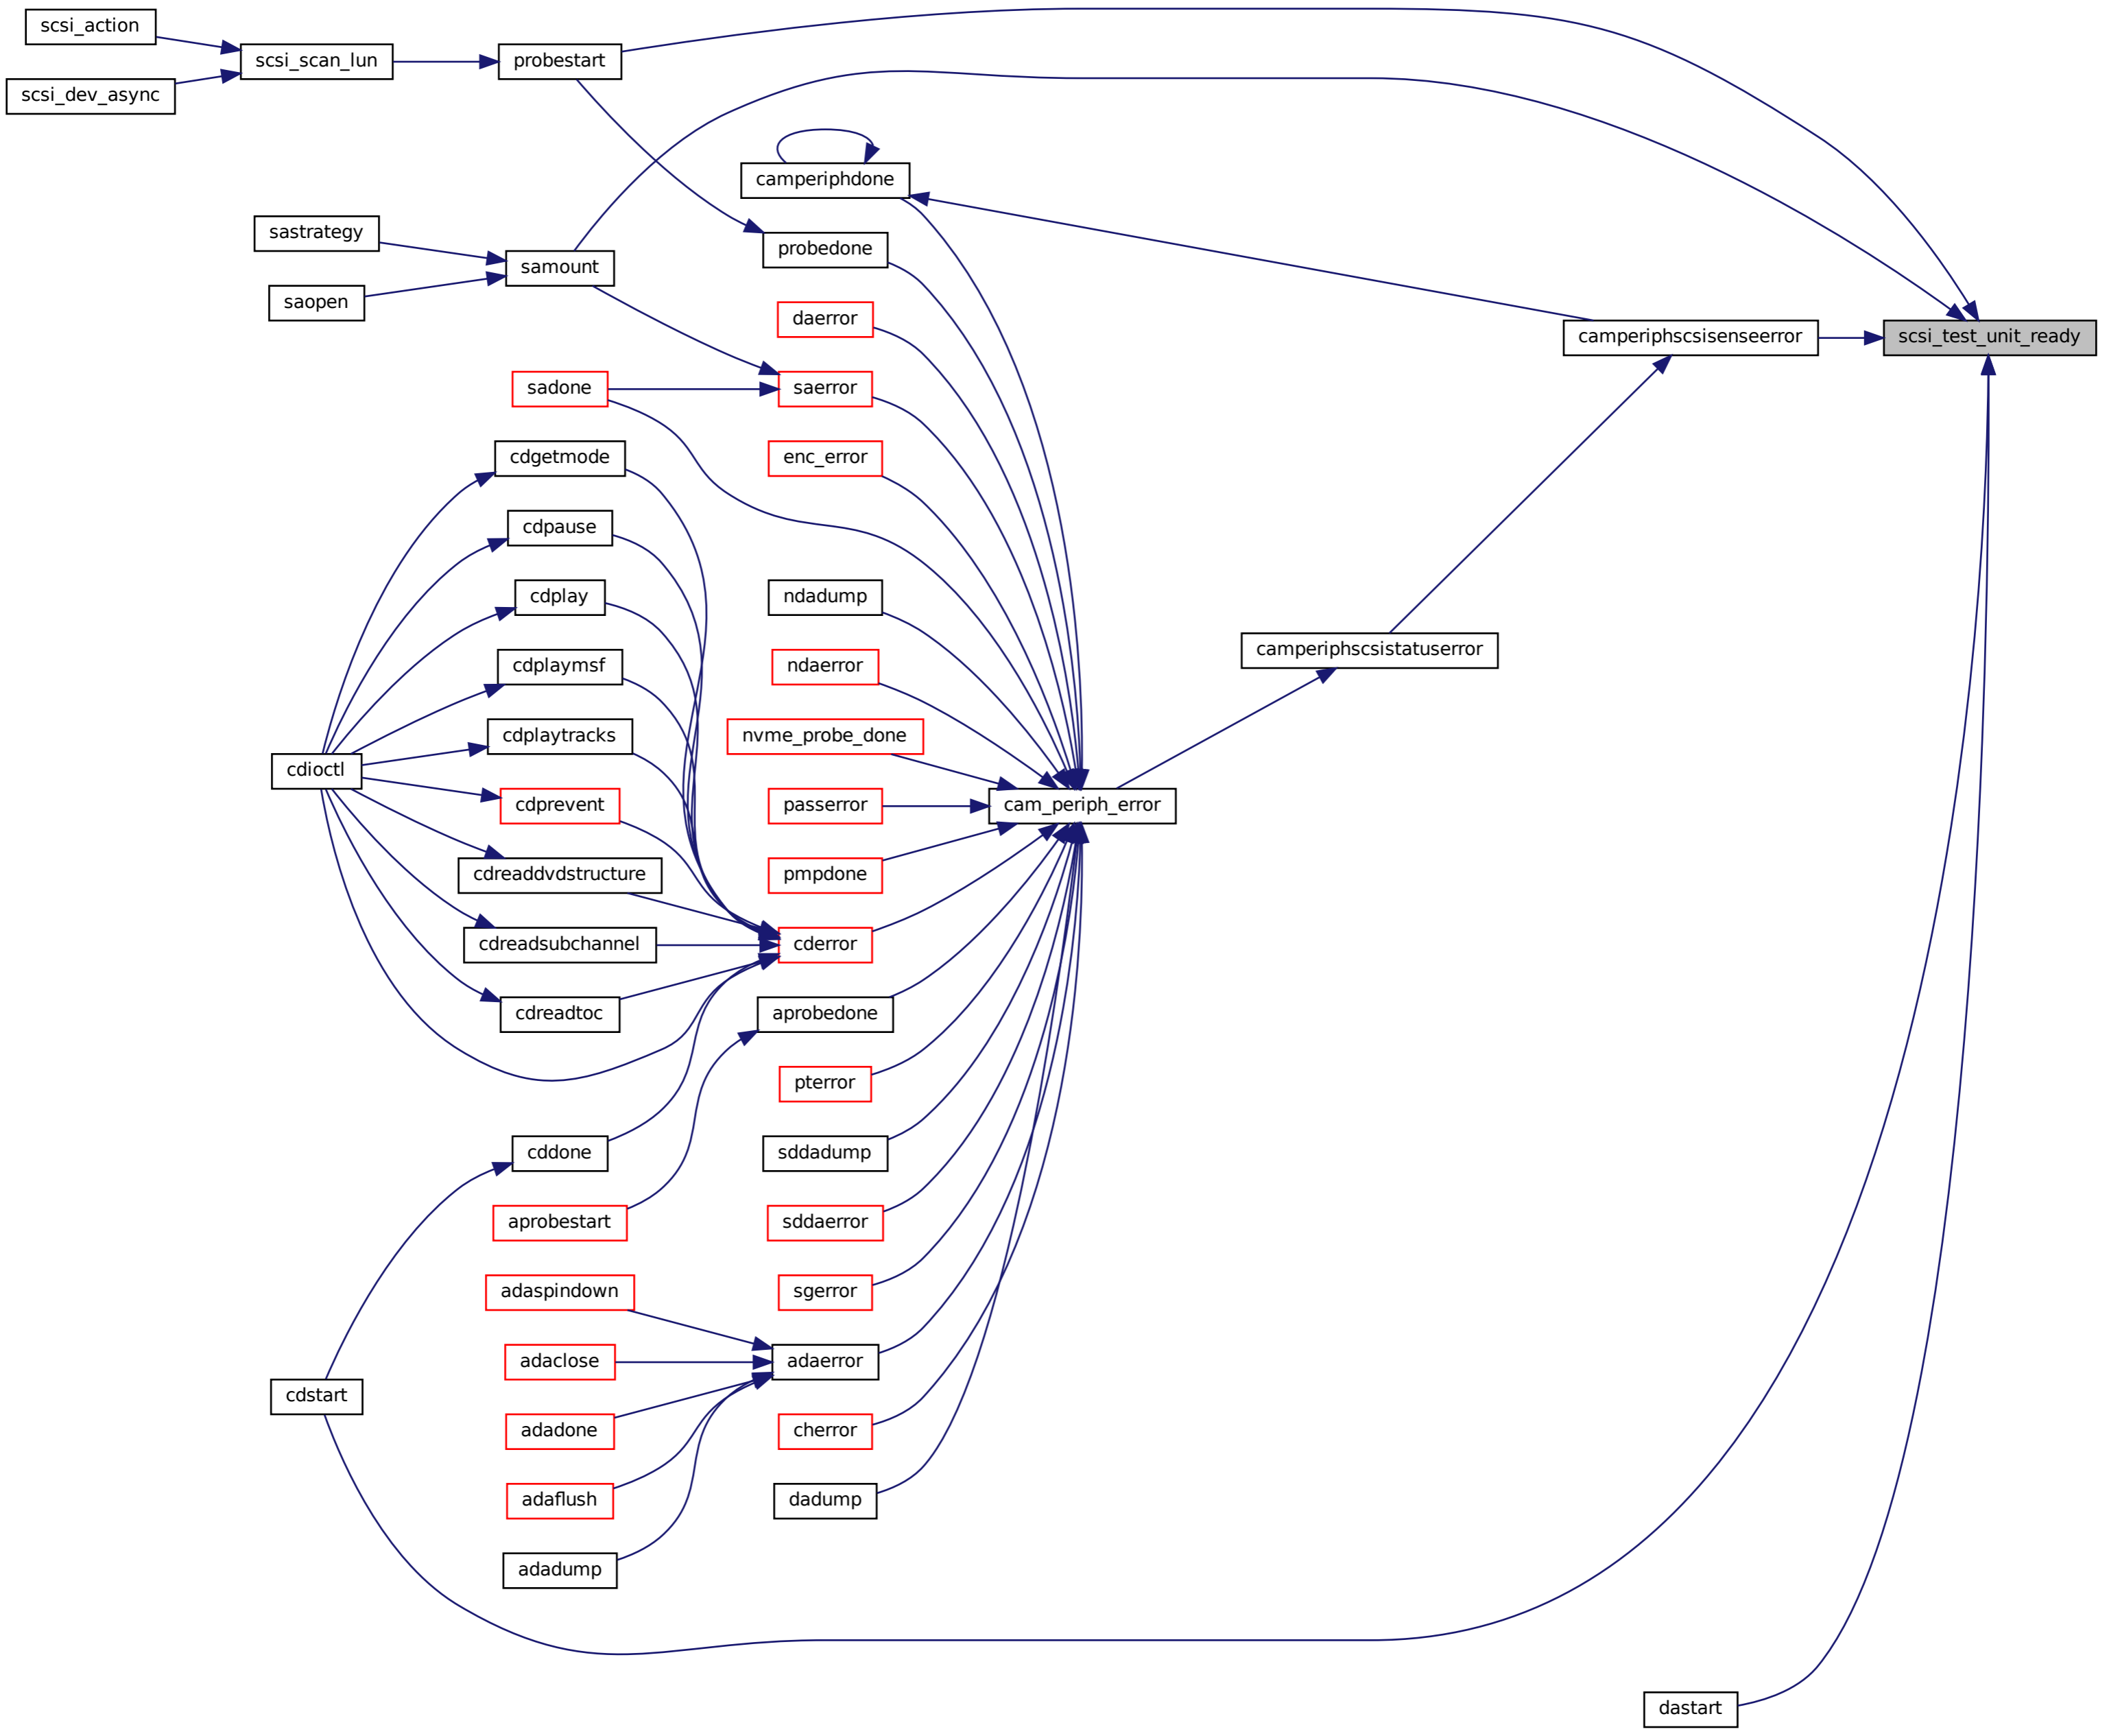 scsi_action
scsi_scan_lun
probestart
scsi_dev_async
camperiphdone
sastrategy
probedone
samount
saopen
daerror
camperiphscsisenseerror
scsi_test_unit_ready
sadone
saerror
cdgetmode
enc_error
cdpause
cdplay
ndadump
camperiphscsistatuserror
cdplaymsf
ndaerror
cdplaytracks
nvme_probe_done
cdioctl
cdprevent
passerror
cam_periph_error
cdreaddvdstructure
pmpdone
cdreadsubchannel
cderror
cdreadtoc
aprobedone
pterror
cddone
sddadump
aprobestart
sddaerror
adaspindown
sgerror
adaclose
adaerror
cdstart
adadone
cherror
adaflush
dadump
adadump
dastart